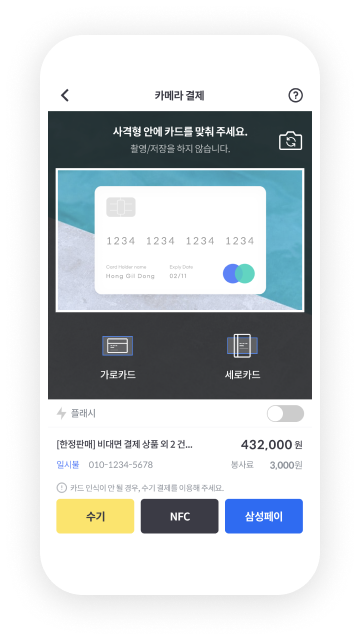 카메라 결제
사격형 안에 카드를 맞춰 주세요.
촬영/저장을 하지 않습니다.
1234 1234 1234 1234
Card Holder name Expire Date
Hong Gil Dong 02/11
가로카드 세로카드
플래시
[한정판매] 비대면 결제 상품 외 2 건... 432,000 원
일시불 010-1234-5678 봉사료 3,000원
카드 인식이 안 될 경우, 수기 결제를 이용해 주세요.
수기 NFC 삼성페이